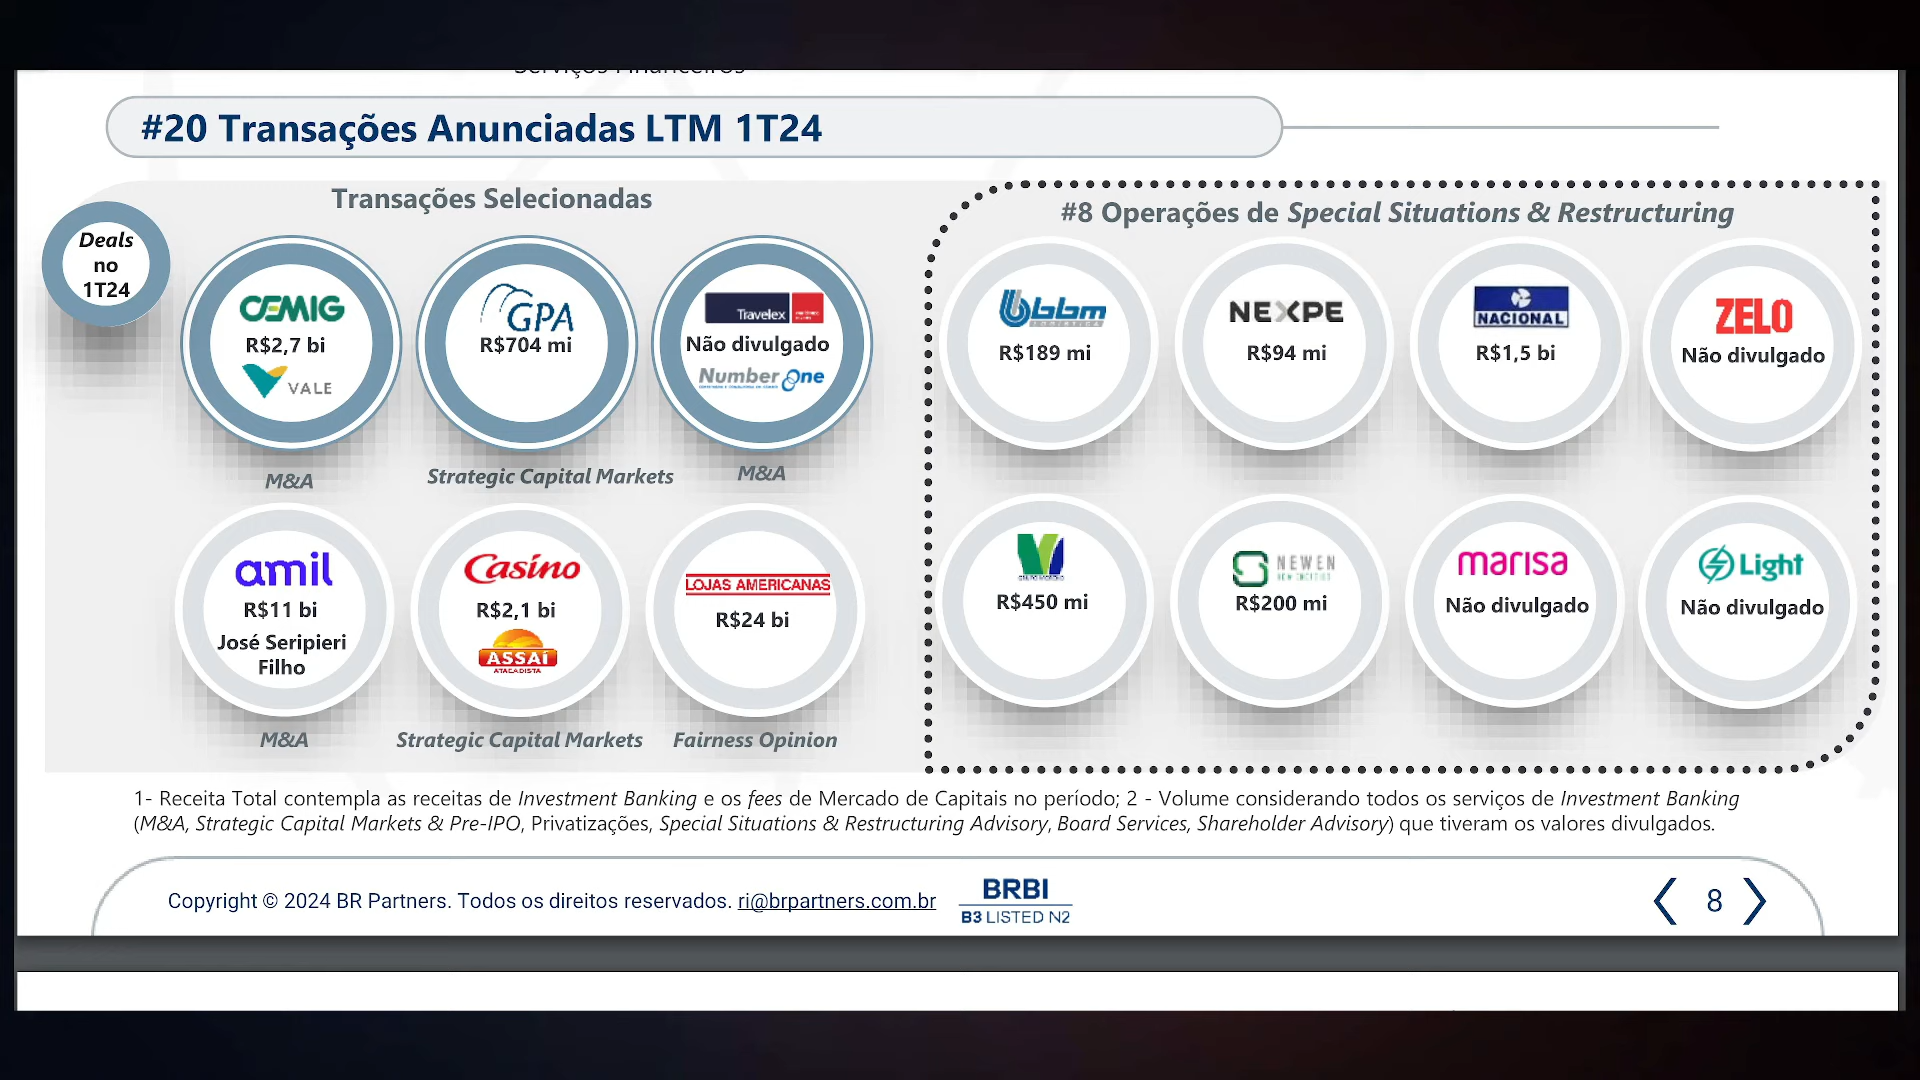 Serviços Financeiros
#20 Transações Anunciadas LTM 1T24
Transações Selecionadas
Deals
no
1T24
CEMIG
R$2,7 bi
VALE
M&A
GPA
R$704 mi
Strategic Capital Markets
Travelex
Não divulgado
Number One
M&A
amil
R$11 bi
José Seripieri
Filho
M&A
Casino
R$2,1 bi
ASSAÍ
ATACADISTA
Strategic Capital Markets
LOJAS AMERICANAS
R$24 bi
Fairness Opinion
#8 Operações de Special Situations & Restructuring
bbm
LOGÍSTICA
R$189 mi
NEXPE
R$94 mi
NACIONAL
R$1,5 bi
ZELO
Não divulgado
R$450 mi
NEWEN
R$200 mi
marisa
Não divulgado
Light
Não divulgado
1- Receita Total contempla as receitas de Investment Banking e os fees de Mercado de Capitais no período; 2 - Volume considerando todos os serviços de Investment Banking
(M&A, Strategic Capital Markets & Pre-IPO, Privatizações, Special Situations & Restructuring Advisory, Board Services, Shareholder Advisory) que tiveram os valores divulgados.
Copyright © 2024 BR Partners. Todos os direitos reservados. ri@brpartners.com.br
BRBI
B3 LISTED N2
8